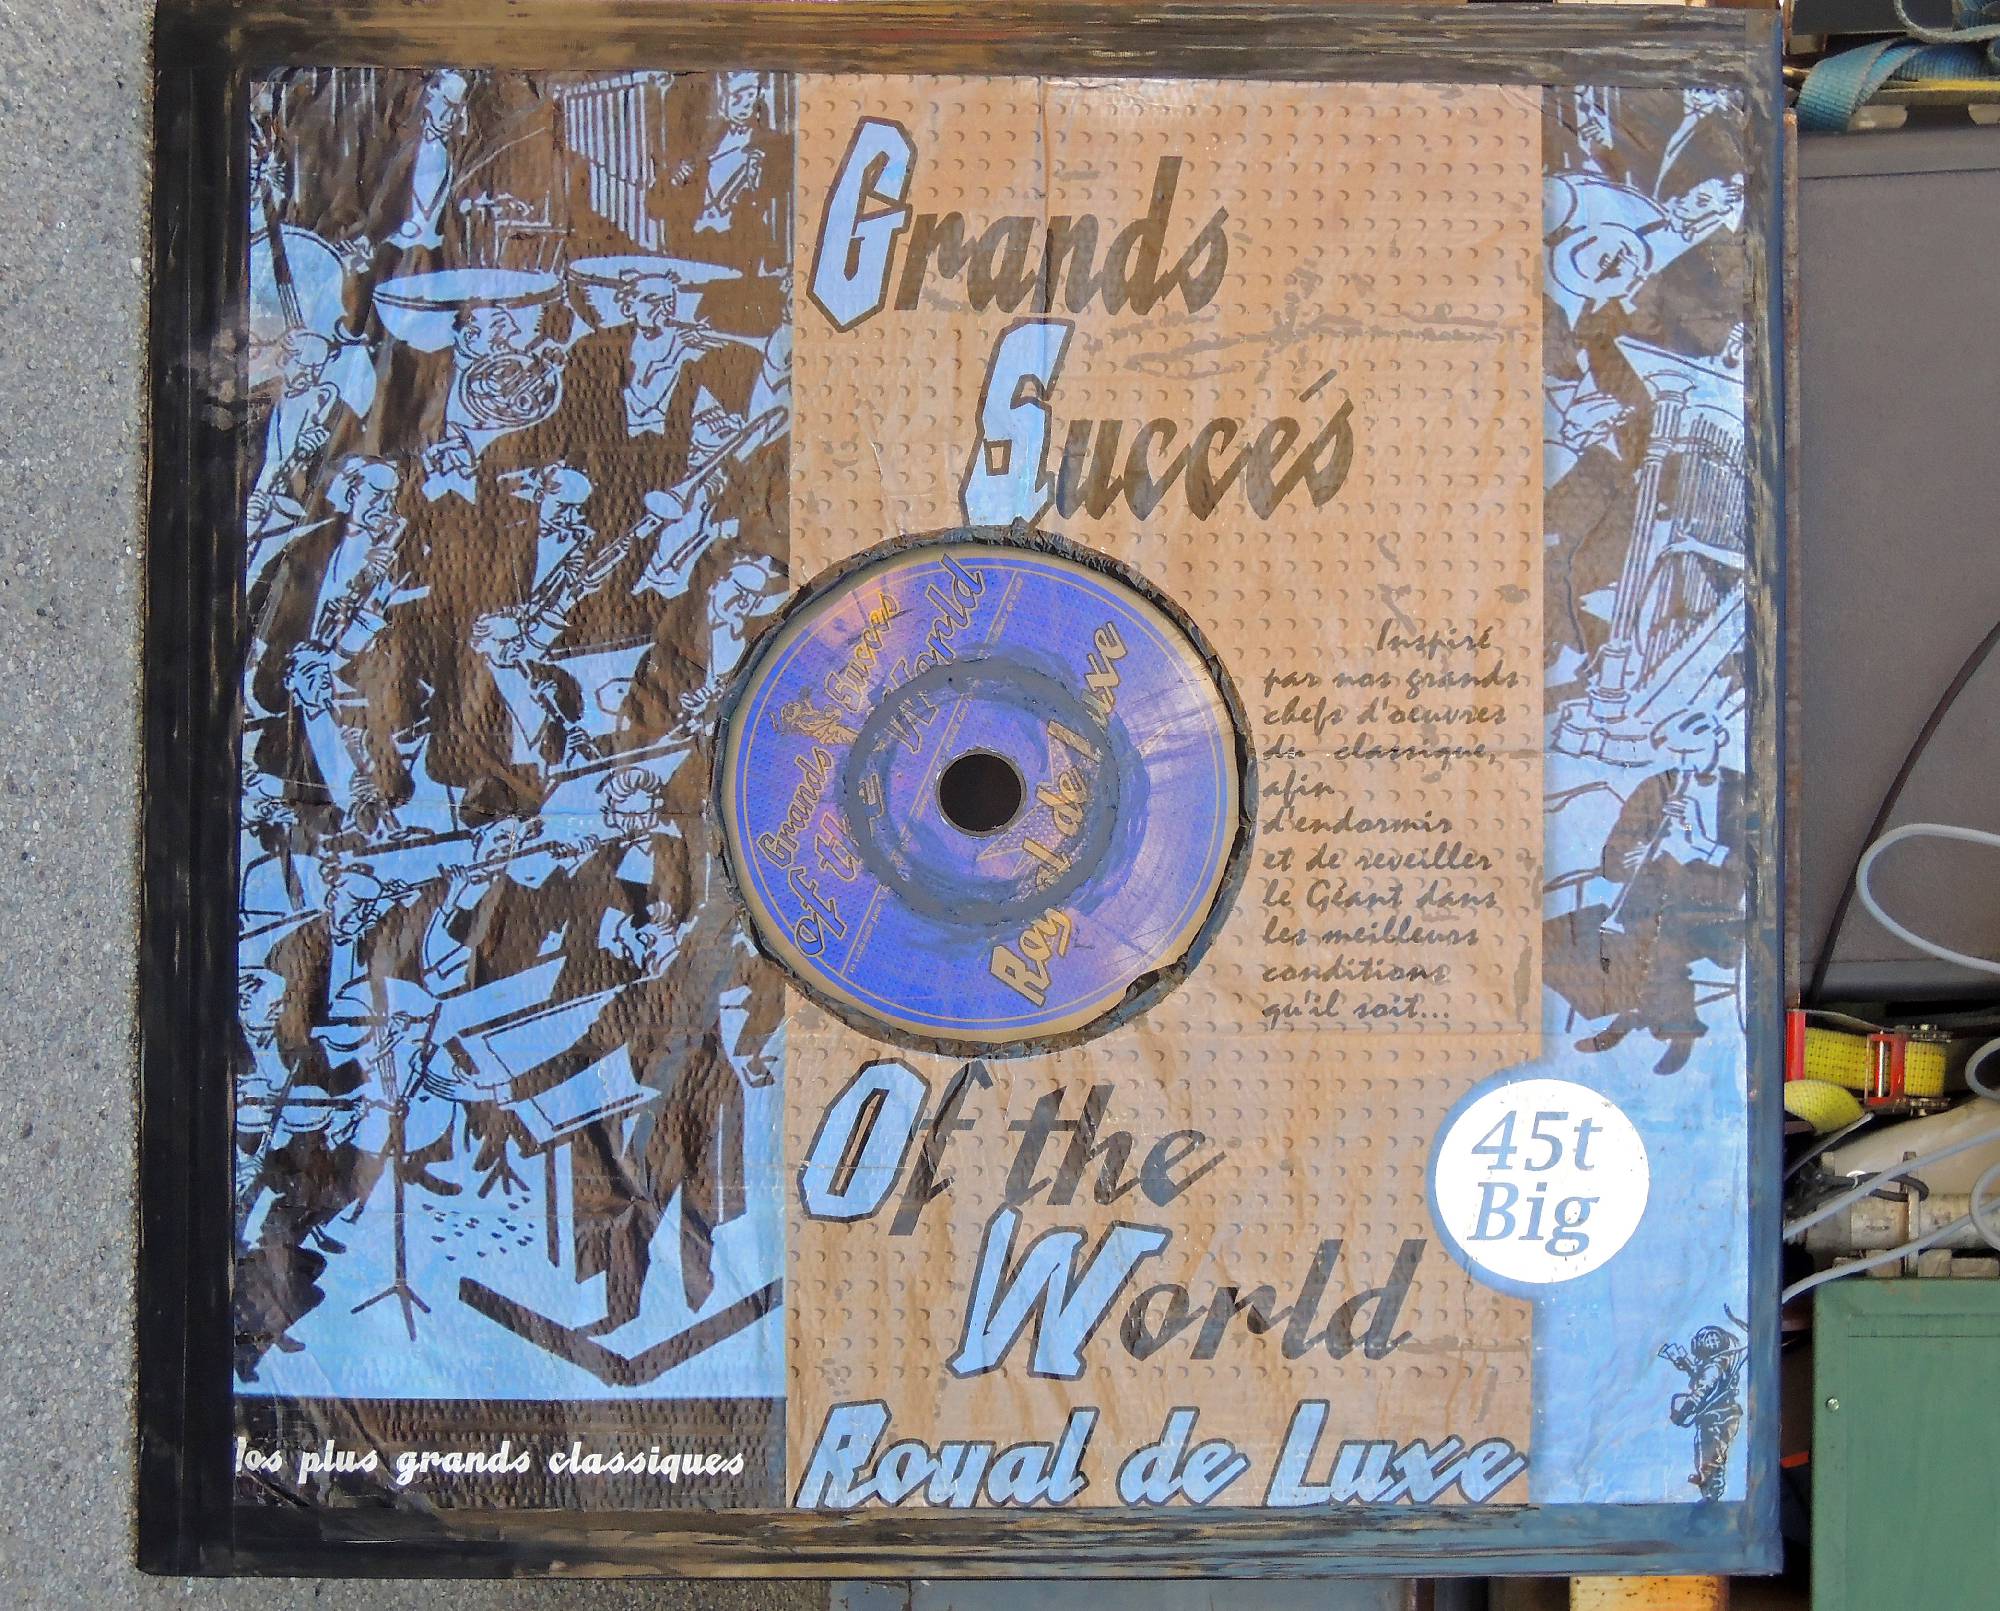 Grands
Succés
Inspiré
par nos grands
chefs d'oeuvres
du classique,
afin
d'endormir
et de reveiller
le Géant dans
les meilleurs
conditions
qu'il soit...
Grands Succes
Of the World
Royal de Luxe
Of the
World
45t
Big
Nos plus grands classiques
Royal de Luxe